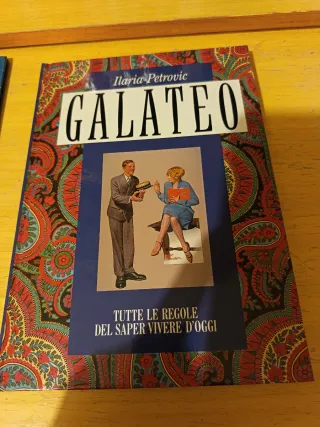 Ilaria Petrovic
GALATEO
TUTTE LE REGOLE
DEL SAPER VIVERE D'OGGI